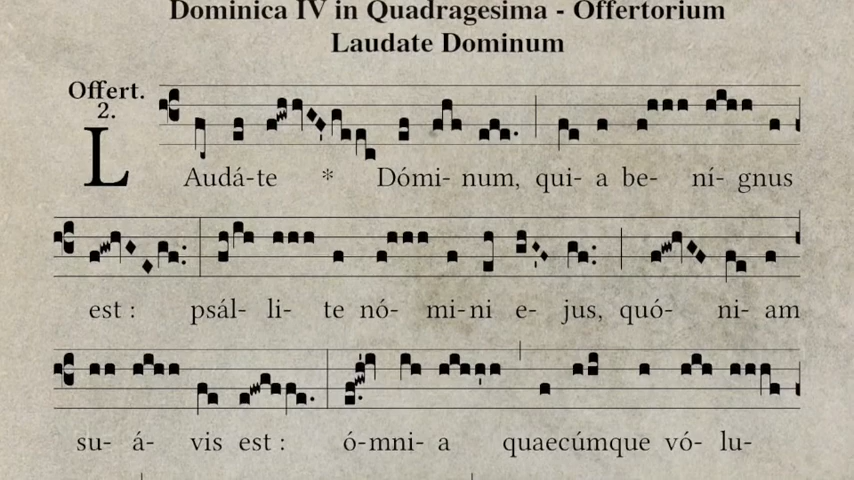 Dominica IV in Quadragesima - Offertorium
Laudate Dominum
Offert.
2.
LAudá-te * Dómi- num, qui- a be- ní- gnus
est : psál- li- te nó- mi- ni e- jus, quó- ni- am
su- á- vis est : ó-mni- a quaecúmque vó- lu-